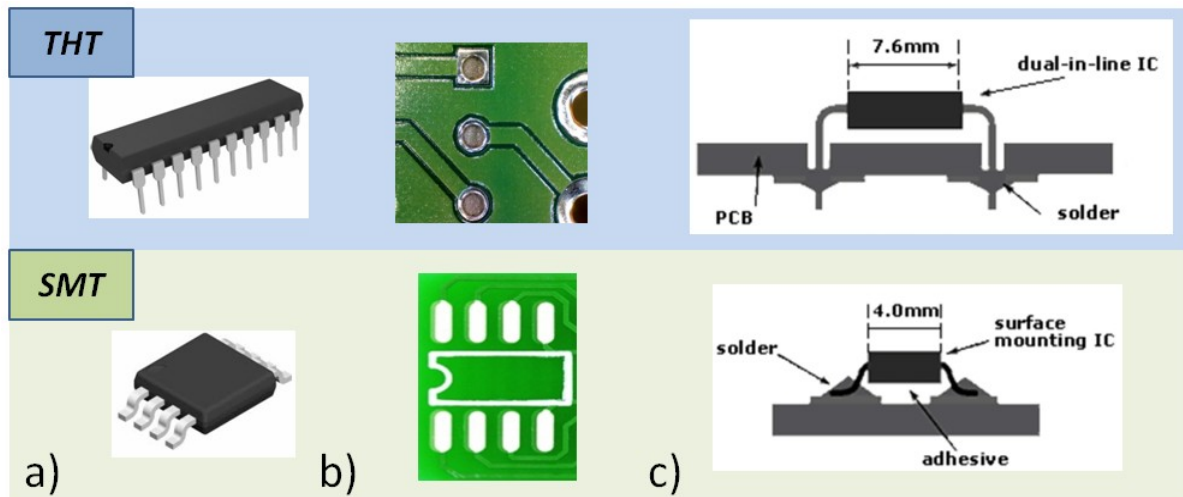 THT
7.6mm
dual-in-line IC
PCB
solder
SMT
4.0mm
surface
mounting IC
solder
adhesive
a)
b)
c)